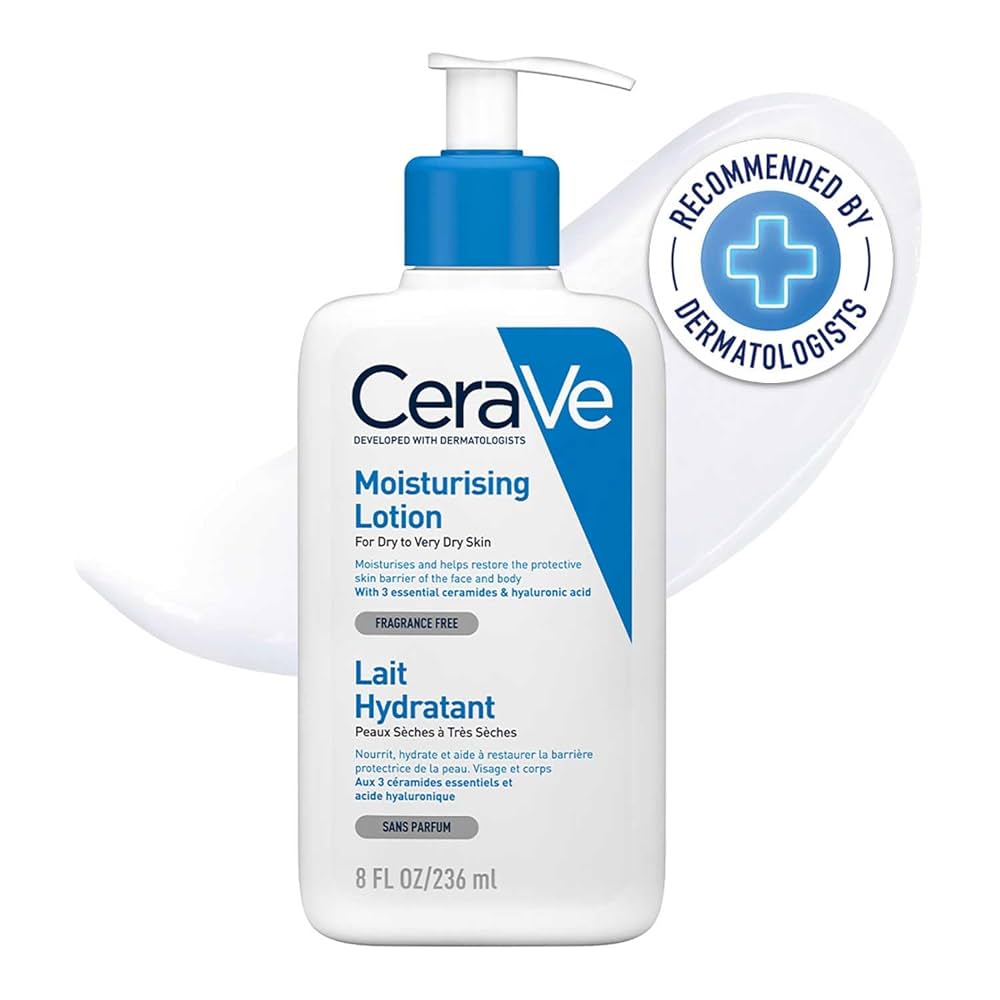 RECOMMENDED BY
DERMATOLOGISTS
CeraVe
DEVELOPED WITH DERMATOLOGISTS
Moisturising
Lotion
For Dry to Very Dry Skin
Moisturises and helps restore the protective
skin barrier of the face and body
With 3 essential ceramides & hyaluronic acid
FRAGRANCE FREE
Lait
Hydratant
Peaux Sèches à Très Sèches
Nourrit, hydrate et aide à restaurer la barrière
protectrice de la peau. Visage et corps
Aux 3 céramides essentiels et
acide hyaluronique
SANS PARFUM
8 FL OZ/236 ml